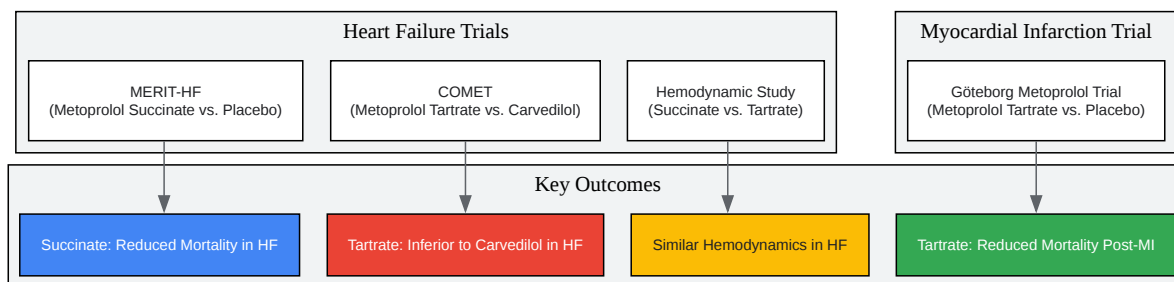 Heart Failure Trials
Myocardial Infarction Trial
MERIT-HF
(Metoprolol Succinate vs. Placebo)
COMET
(Metoprolol Tartrate vs. Carvedilol)
Hemodynamic Study
(Succinate vs. Tartrate)
Göteborg Metoprolol Trial
(Metoprolol Tartrate vs. Placebo)
Key Outcomes
Succinate: Reduced Mortality in HF
Tartrate: Inferior to Carvedilol in HF
Similar Hemodynamics in HF
Tartrate: Reduced Mortality Post-MI